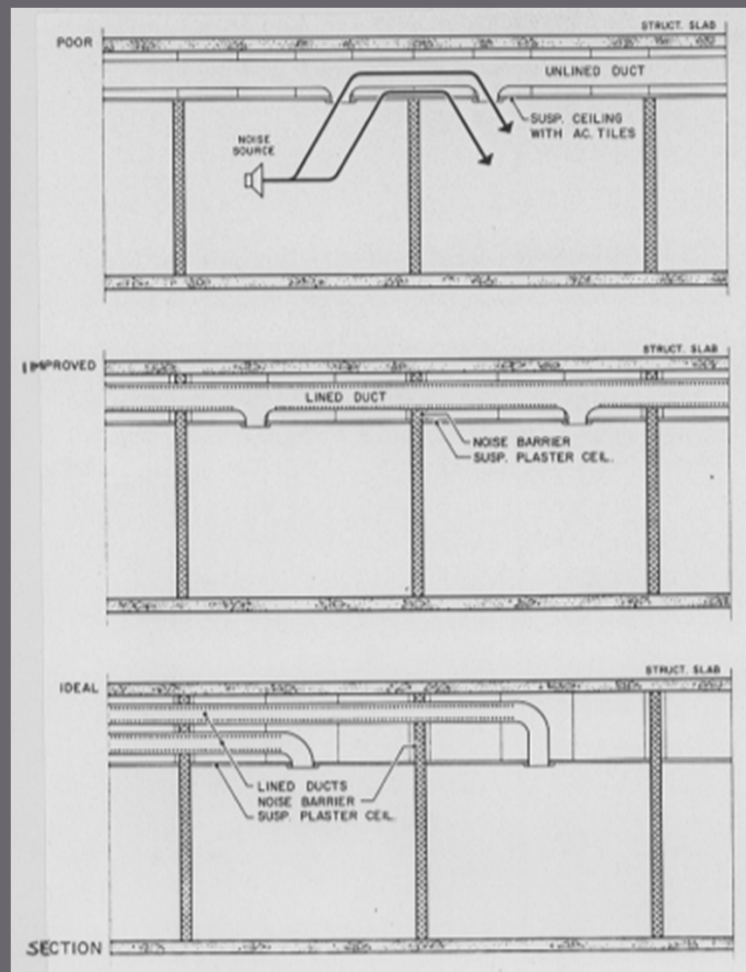 STRUCT. SLAB
POOR
UNLINED DUCT
SUSP. CEILING
WITH AC. TILES
NOISE
SOURCE
STRUCT. SLAB
IMPROVED
LINED DUCT
NOISE BARRIER
SUSP. PLASTER CEIL.
STRUCT. SLAB
IDEAL
LINED DUCTS
NOISE BARRIER
SUSP. PLASTER CEIL.
SECTION